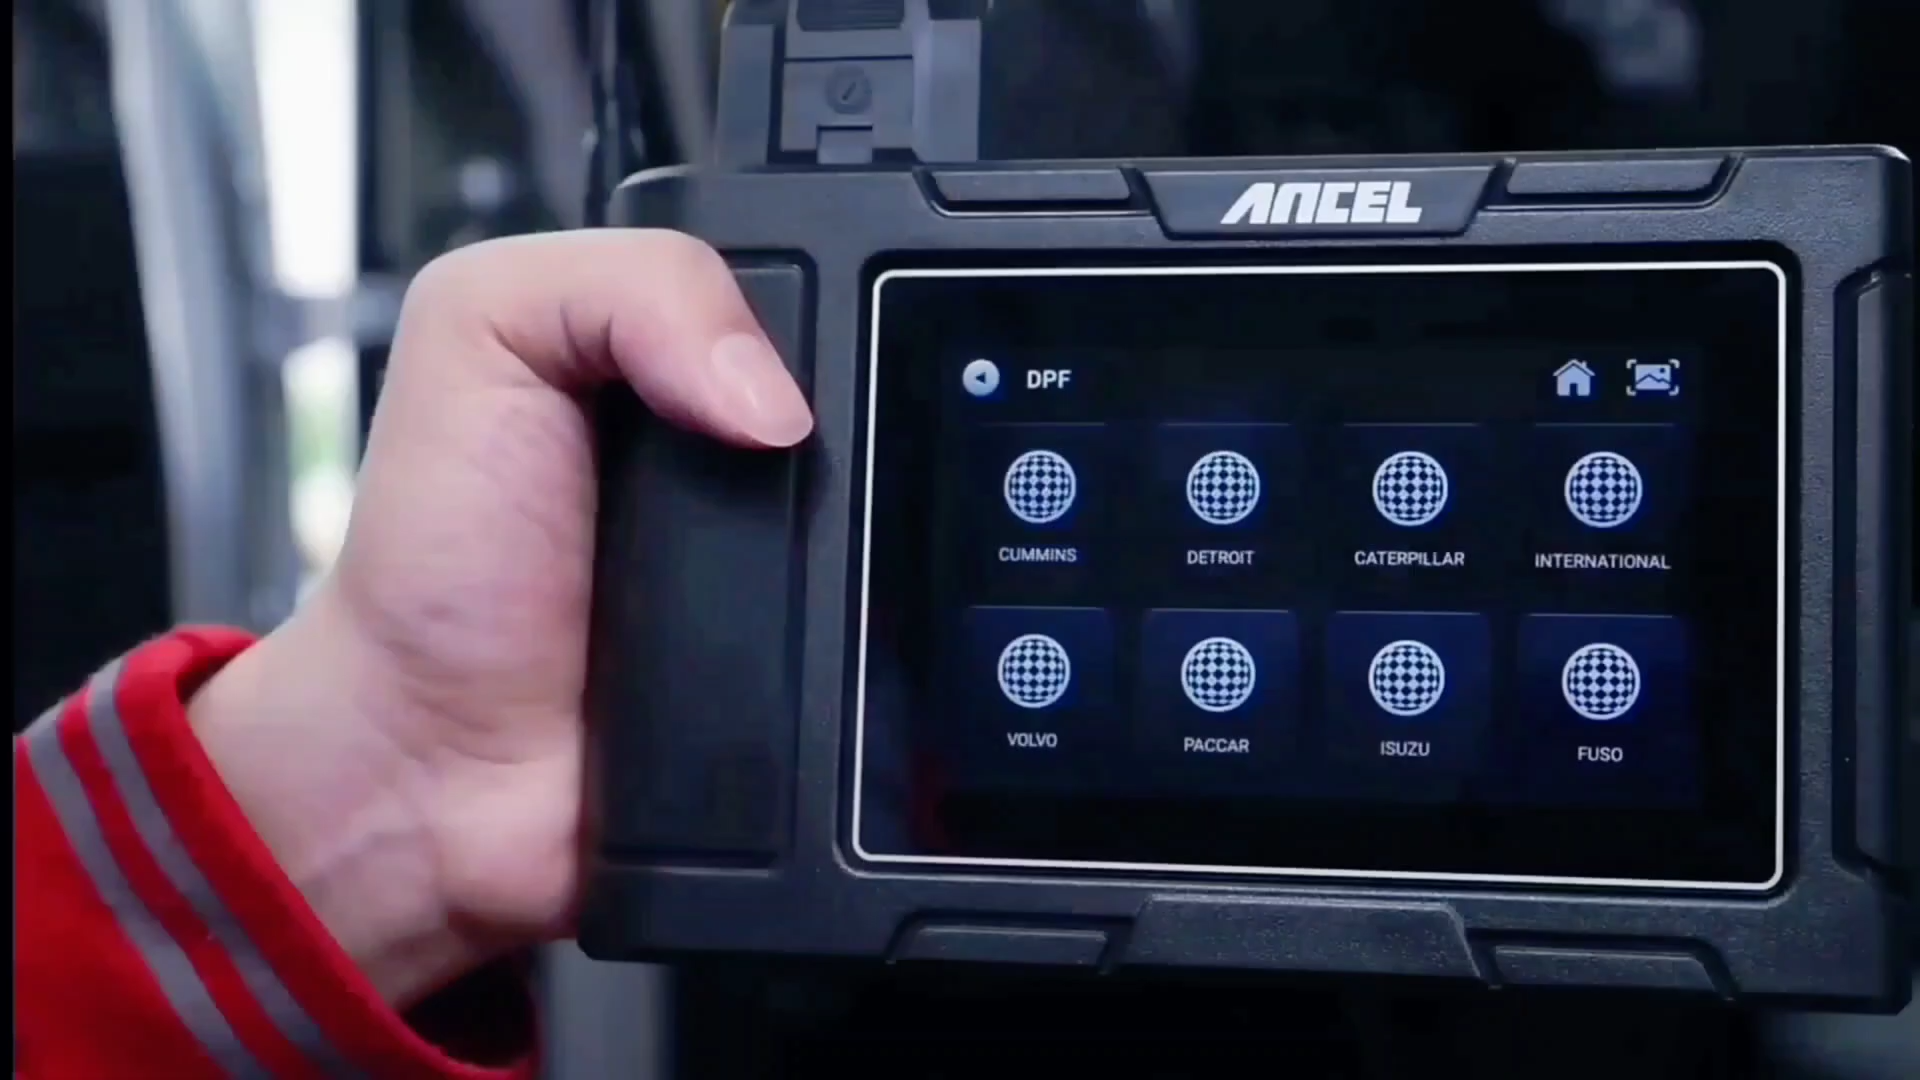 ANCEL
DPF
CUMMINS DETROIT CATERPILLAR INTERNATIONAL
VOLVO PACCAR ISUZU FUSO